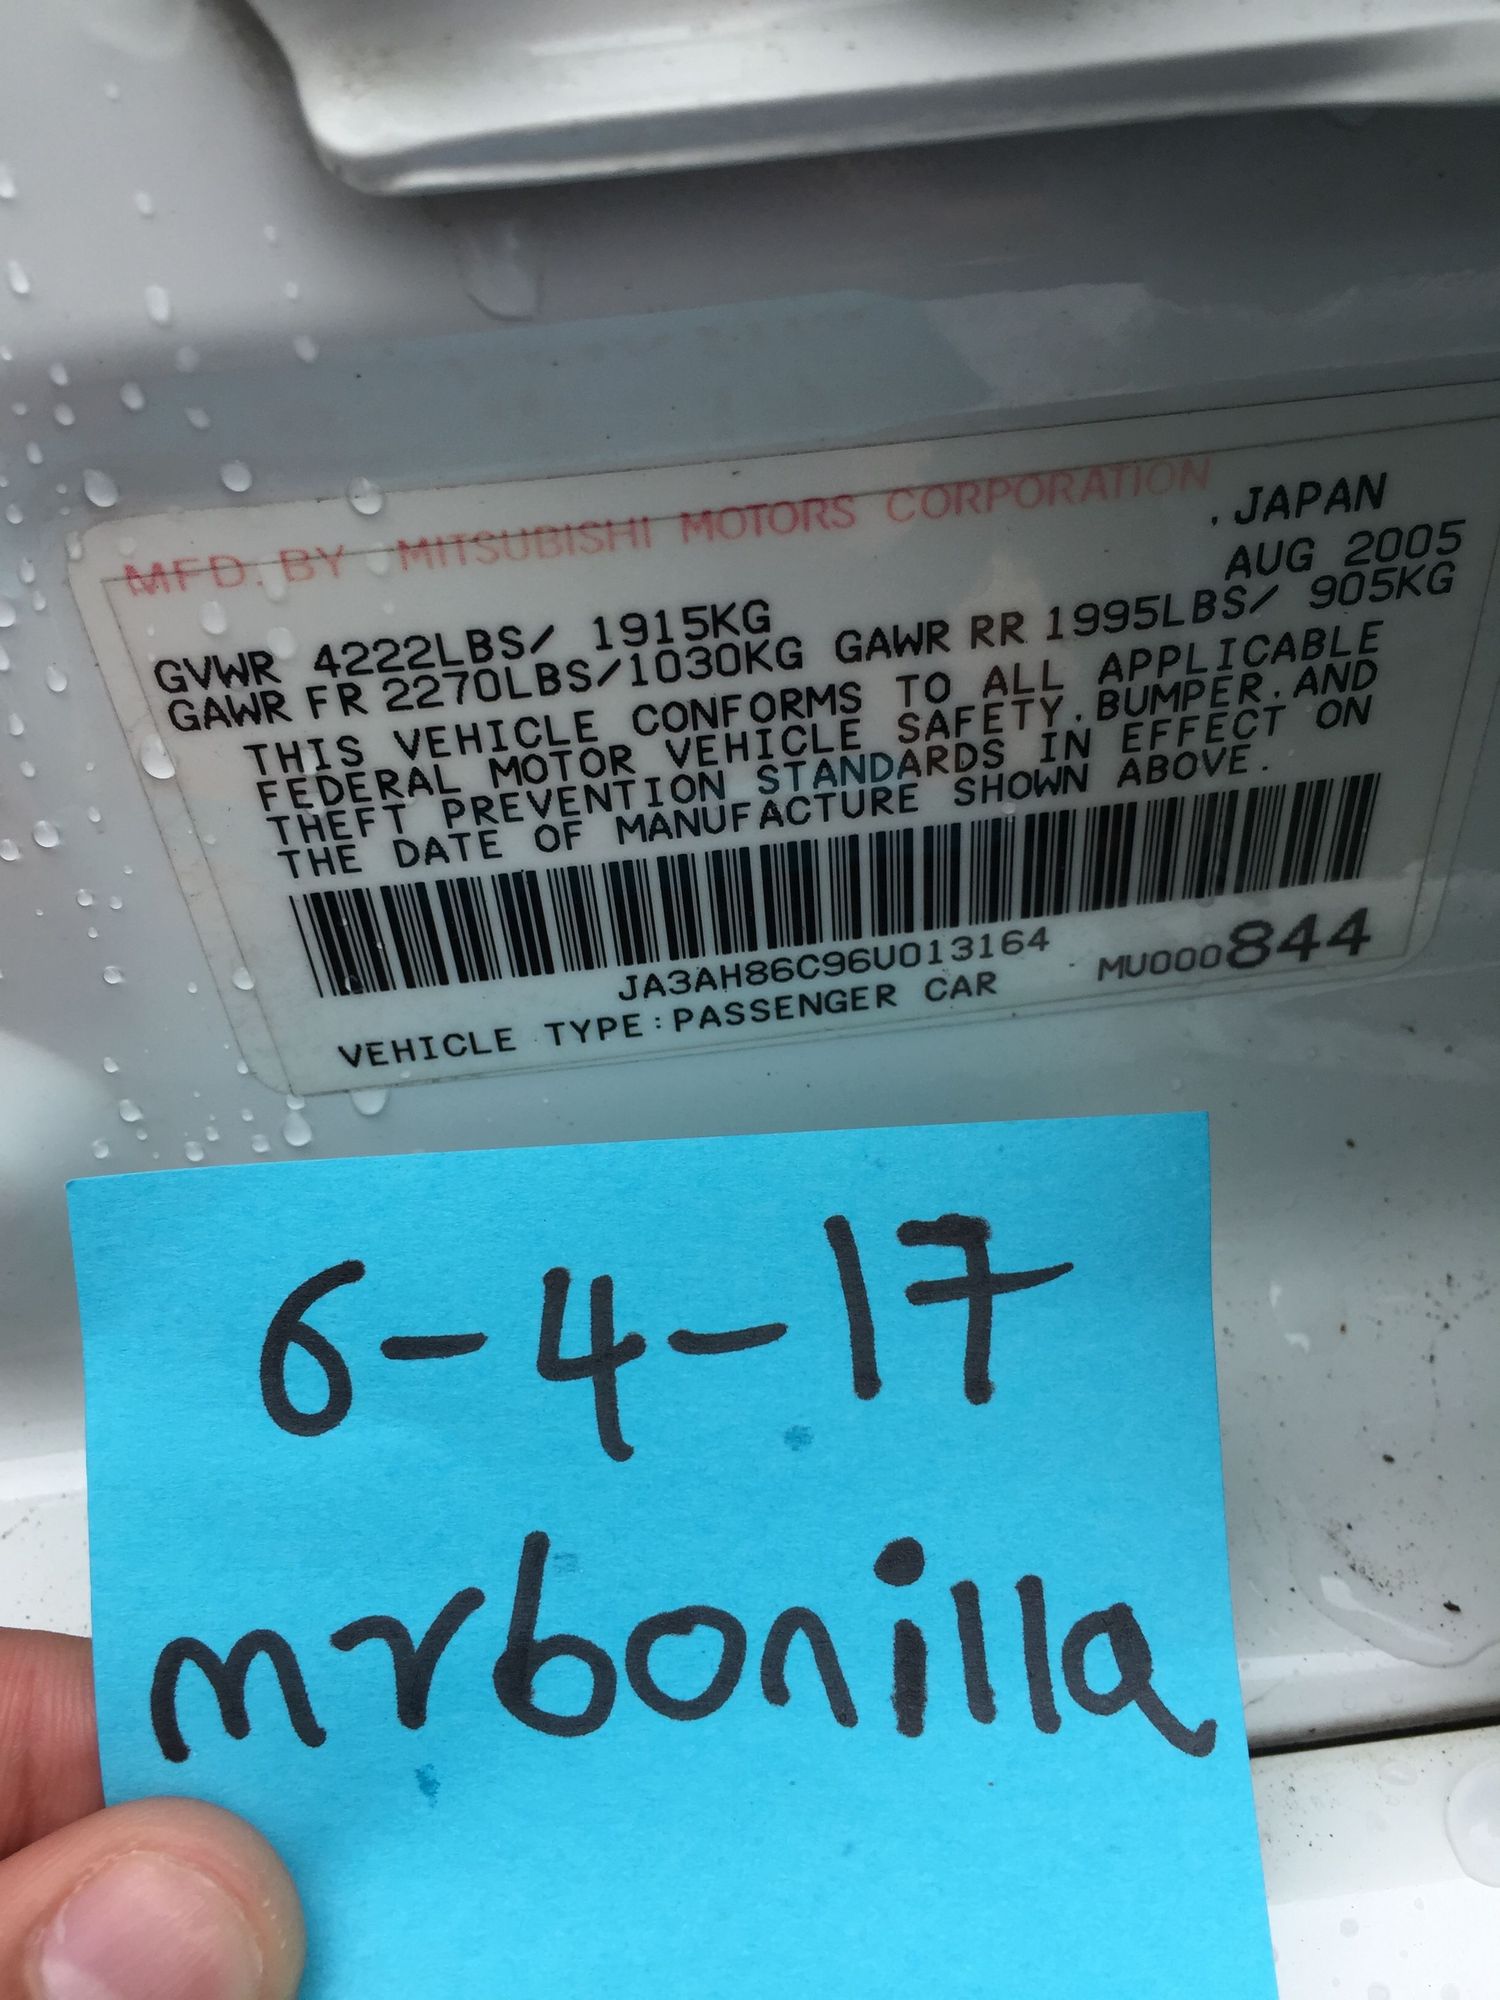 MFD. BY MITSUBISHI MOTORS CORPORATION
, JAPAN
AUG 2005
GVWR 4222LBS/ 1915KG
GAWR FR 2270LBS/1030KG GAWR RR 1995LBS/ 905KG
THIS VEHICLE CONFORMS TO ALL APPLICABLE
FEDERAL MOTOR VEHICLE SAFETY, BUMPER, AND
THEFT PREVENTION STANDARDS IN EFFECT ON
THE DATE OF MANUFACTURE SHOWN ABOVE.
JA3AH86C96U013164
MU000844
VEHICLE TYPE:PASSENGER CAR
6-4-17
mrbonilla